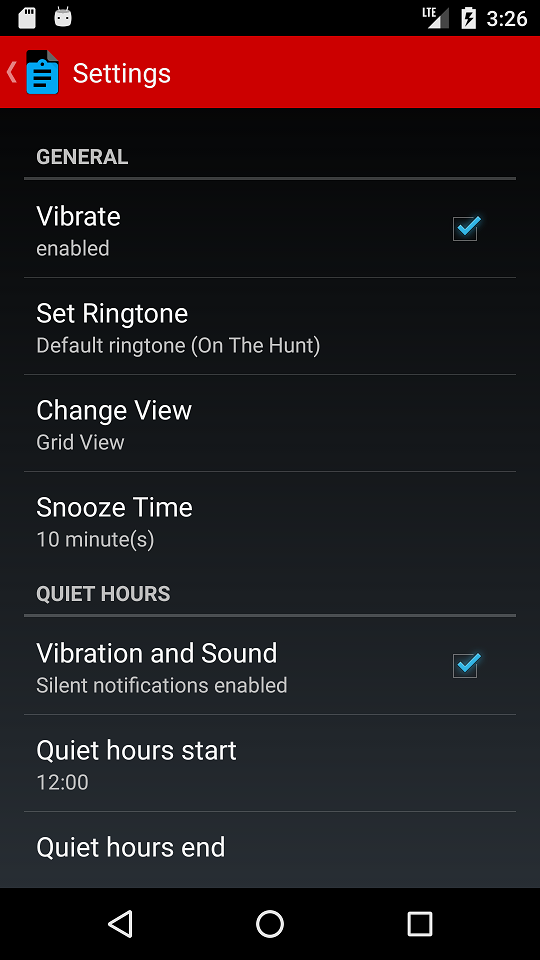 LTE 3:26
Settings
GENERAL
Vibrate
enabled
Set Ringtone
Default ringtone (On The Hunt)
Change View
Grid View
Snooze Time
10 minute(s)
QUIET HOURS
Vibration and Sound
Silent notifications enabled
Quiet hours start
12:00
Quiet hours end